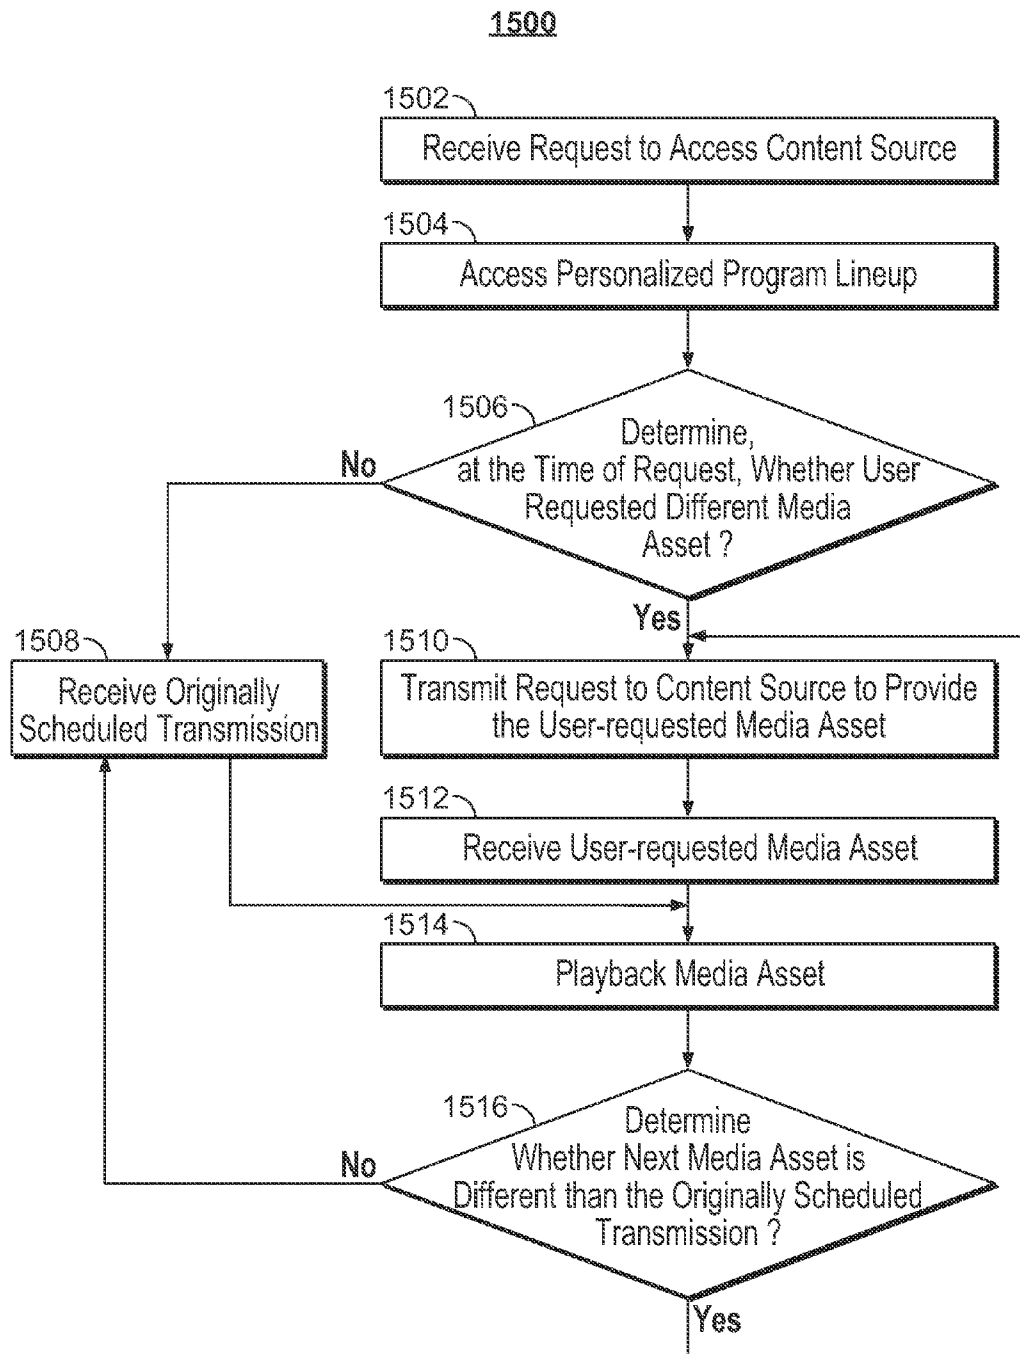 1500
1502
Receive Request to Access Content Source
1504
Access Personalized Program Lineup
1506
Determine,
at the Time of Request, Whether User
Requested Different Media
Asset ?
No
Yes
1508
Receive Originally
Scheduled Transmission
1510
Transmit Request to Content Source to Provide
the User-requested Media Asset
1512
Receive User-requested Media Asset
1514
Playback Media Asset
1516
Determine
Whether Next Media Asset is
Different than the Originally Scheduled
Transmission ?
No
Yes